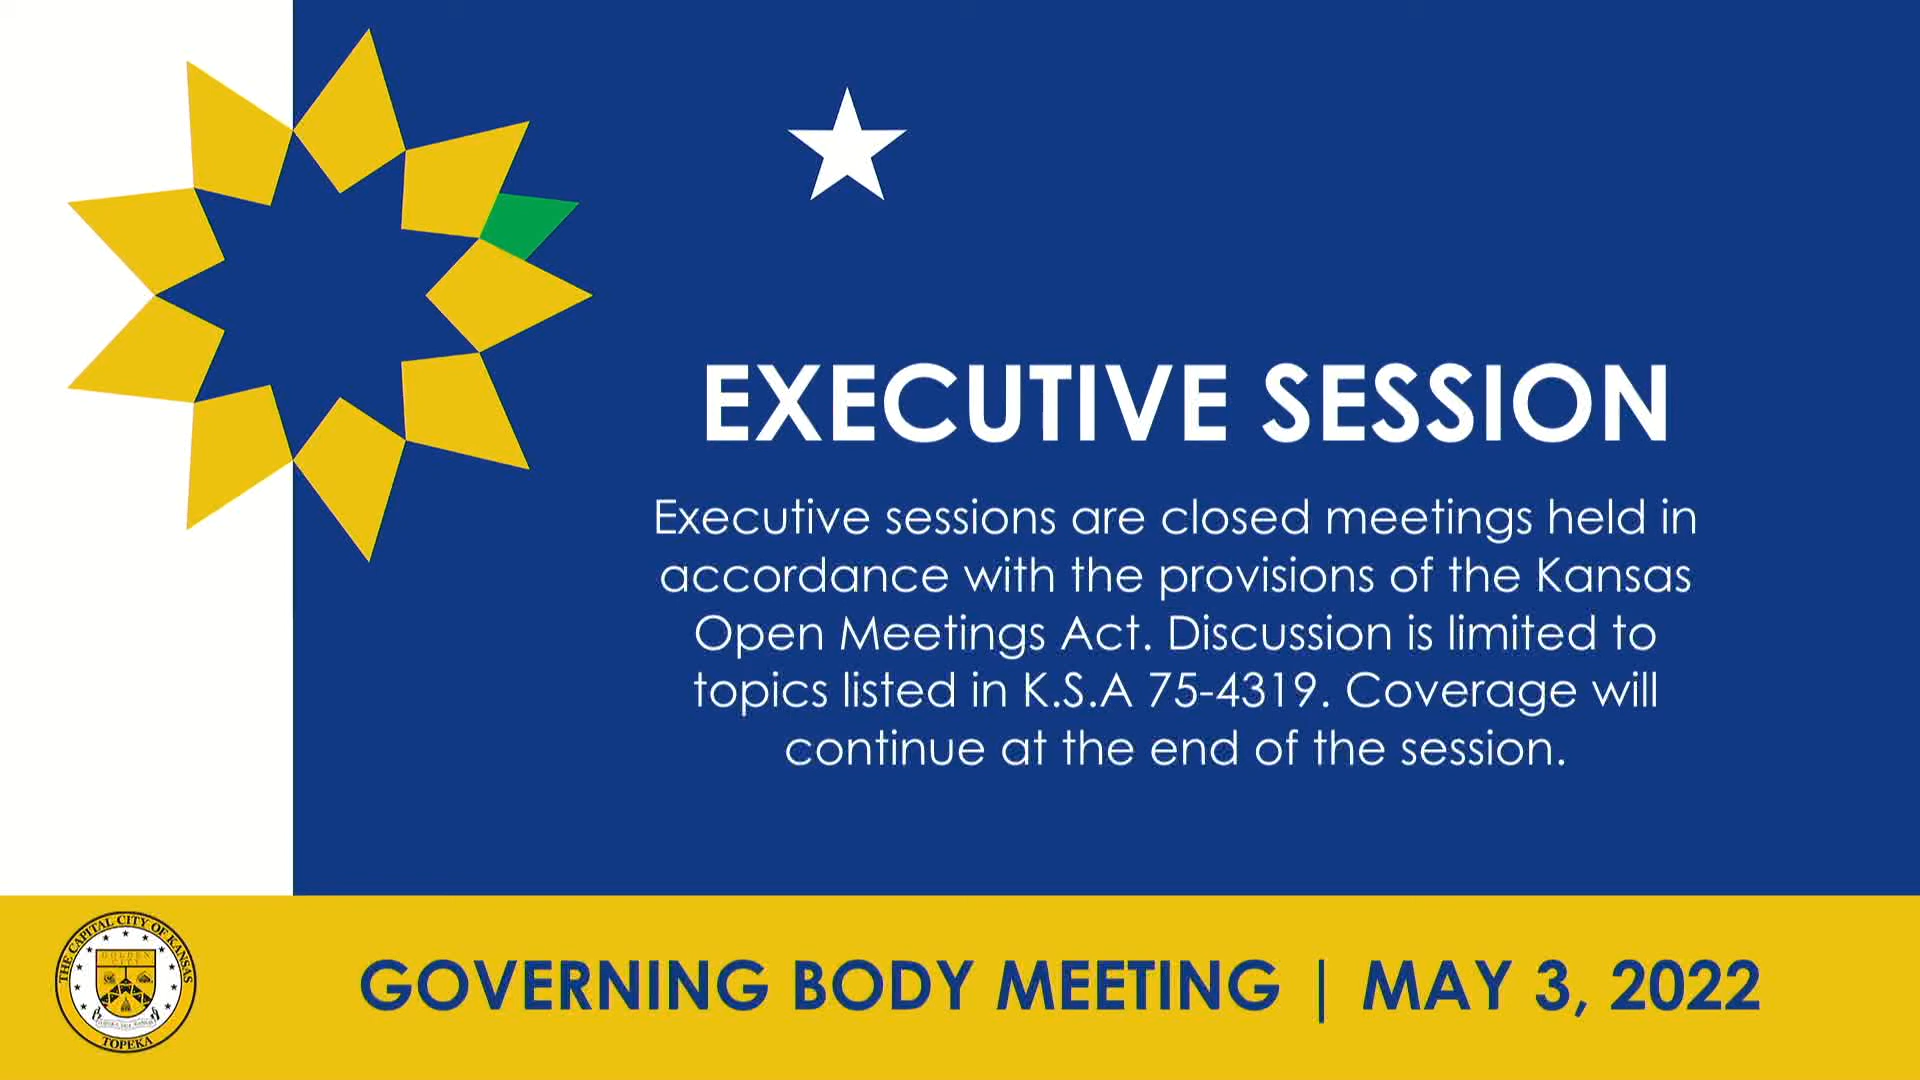 EXECUTIVE SESSION
Executive sessions are closed meetings held in
accordance with the provisions of the Kansas
Open Meetings Act. Discussion is limited to
topics listed in K.S.A 75-4319. Coverage will
continue at the end of the session.
THE CAPITAL CITY OF KANSAS
GOLDEN
CITY
TOPEKA
GOVERNING BODY MEETING | MAY 3, 2022